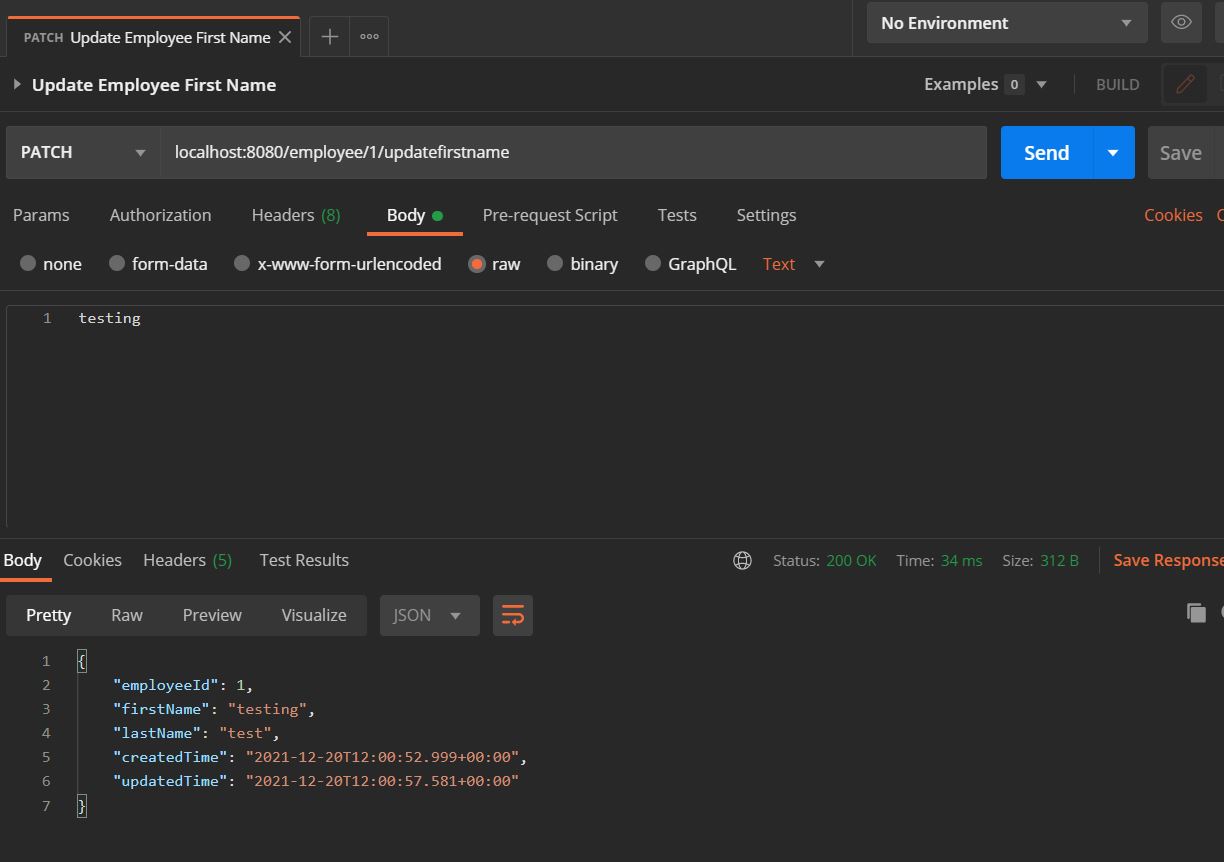 PATCH Update Employee First Name
No Environment
Update Employee First Name
Examples 0
BUILD
PATCH
localhost:8080/employee/1/updatefirstname
Send
Save
Params Authorization Headers (8) Body Pre-request Script Tests Settings Cookies
none form-data x-www-form-urlencoded raw binary GraphQL Text
1 testing
Body Cookies Headers (5) Test Results Status: 200 OK Time: 34 ms Size: 312 B Save Response
Pretty Raw Preview Visualize JSON
1 {
2 "employeeId": 1,
3 "firstName": "testing",
4 "lastName": "test",
5 "createdTime": "2021-12-20T12:00:52.999+00:00",
6 "updatedTime": "2021-12-20T12:00:57.581+00:00"
7 }